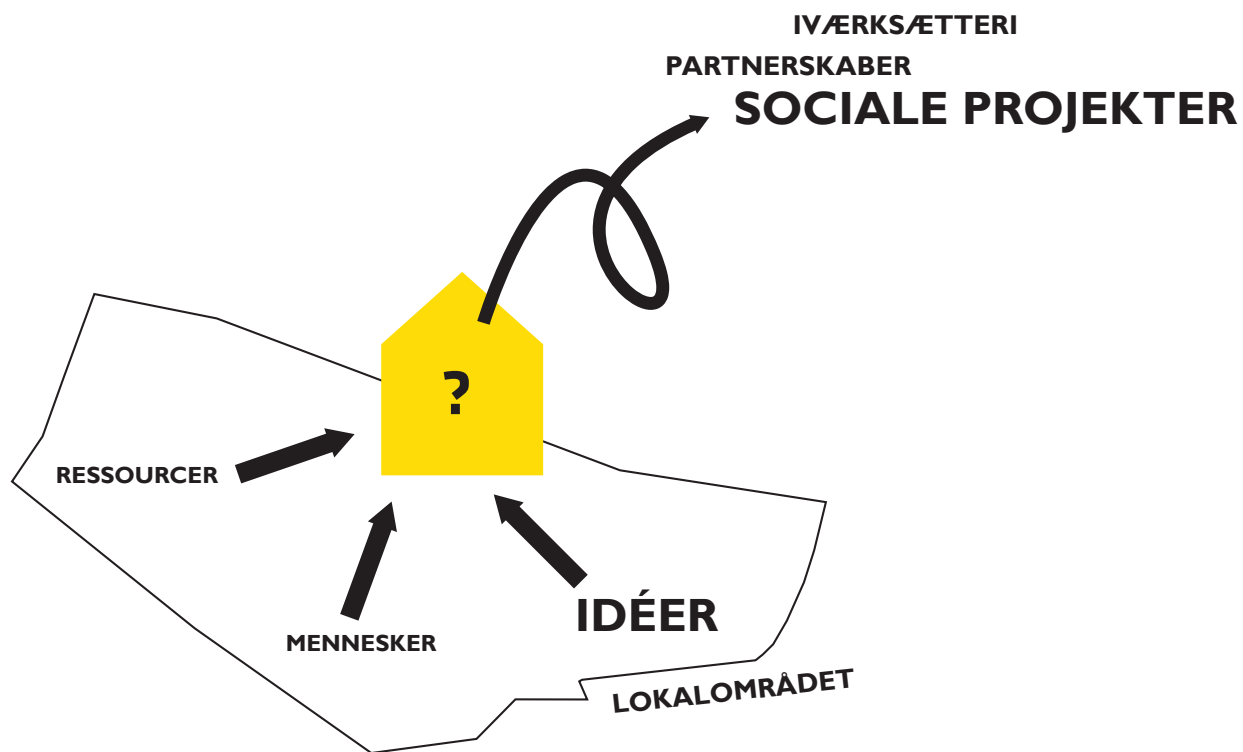 IVÆRKSÆTTERI
PARTNERSKABER
SOCIALE PROJEKTER
?
RESSOURCER
IDÉER
MENNESKER
LOKALOMRÅDET